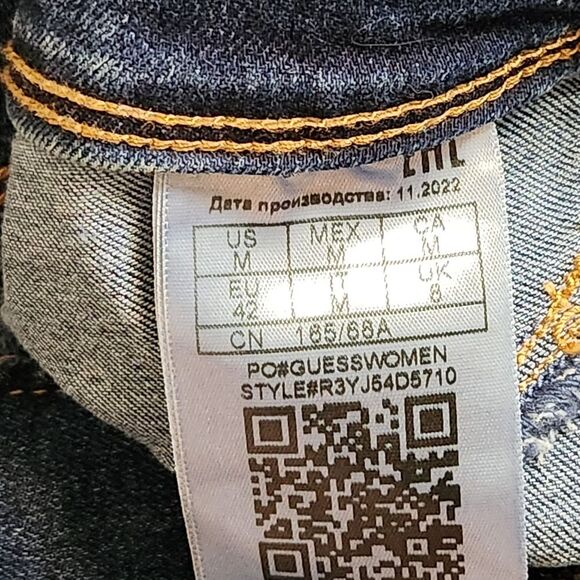 EAC
Дата производства: 11.2022
US MEX CA
M M M
EU IT UK
42 M 8
CN 165/68A
PO#GUESSWOMEN
STYLE#R3YJ54D5710